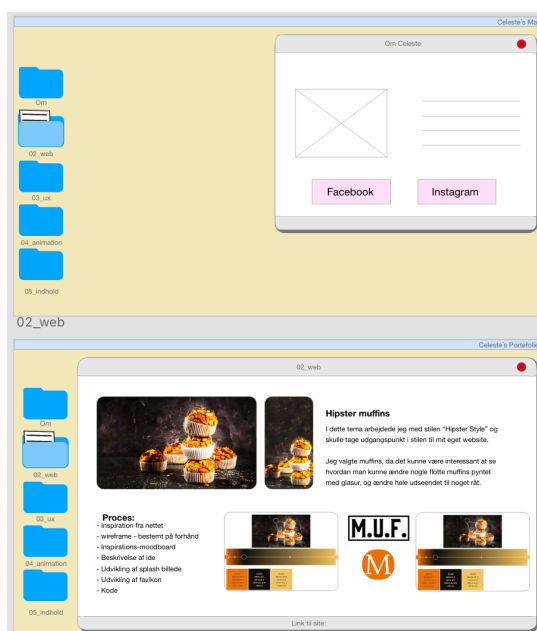 Celeste´s Ma
Om Celeste
Om
02_web
03_ux
04_animation
05_indhold
Facebook
Instagram
02_web
Celeste´s Portefolie
02_web
Om
02_web
03_ux
04_animation
05_indhold
Hipster muffins
I dette tema arbejdede jeg med stilen "Hipster Style" og
skulle tage udgangspunkt i stilen til mit eget website.
Jeg valgte muffins, da det kunne være interessant at se
hvordan man kunne ændre nogle flotte muffins pyntet
med glasur, og ændre hele udseendet til noget råt.
Proces:
- Inspiration fra nettet
- wireframe - bestemt på forhånd
- Inspirations-moodboard
- Beskrivelse af ide
- Udvikling af splash billede
- Udvikling af favikon
- Kode
M.U.F.
M
Link til site: